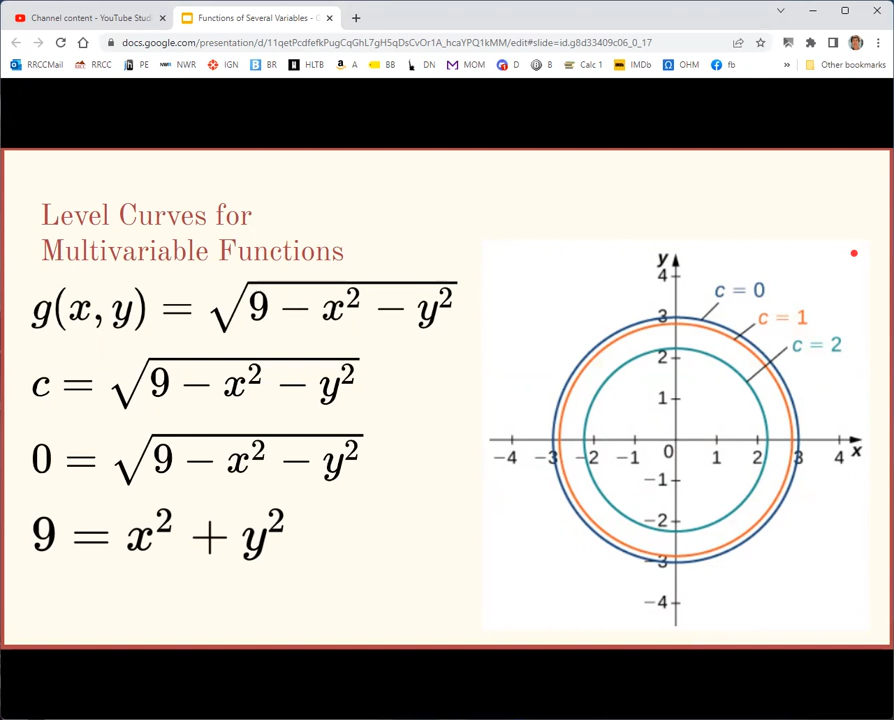 Channel content - YouTube Stud
Functions of Several Variables - G
docs.google.com/presentation/d/11qetPcdfefkPugCqGhL7gH5qDsCvOr1A_hcaYPQ1kMM/edit#slide=id.g8d33409c06_0_17
RRCCMail RRCC PE NWR IGN BR HLTB A BB DN MOM D B Calc 1 IMDb OHM fb » Other bookmarks
Level Curves for
Multivariable Functions
g(x, y) = √(9 − x² − y²)
c = √(9 − x² − y²)
0 = √(9 − x² − y²)
9 = x² + y²
y
4
c = 0
3
c = 1
c = 2
2
1
−4 −3 −2 −1 0 1 2 3 4 x
−1
−2
−3
−4